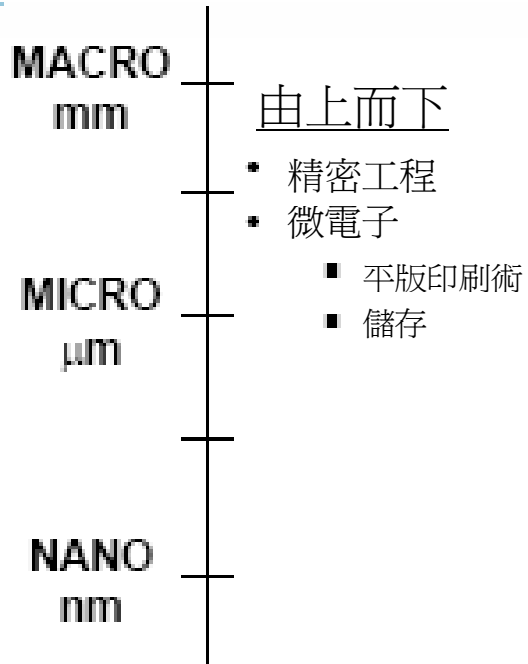 MACRO
mm
由上而下
• 精密工程
• 微電子
▪ 平版印刷術
▪ 儲存
MICRO
μm
NANO
nm